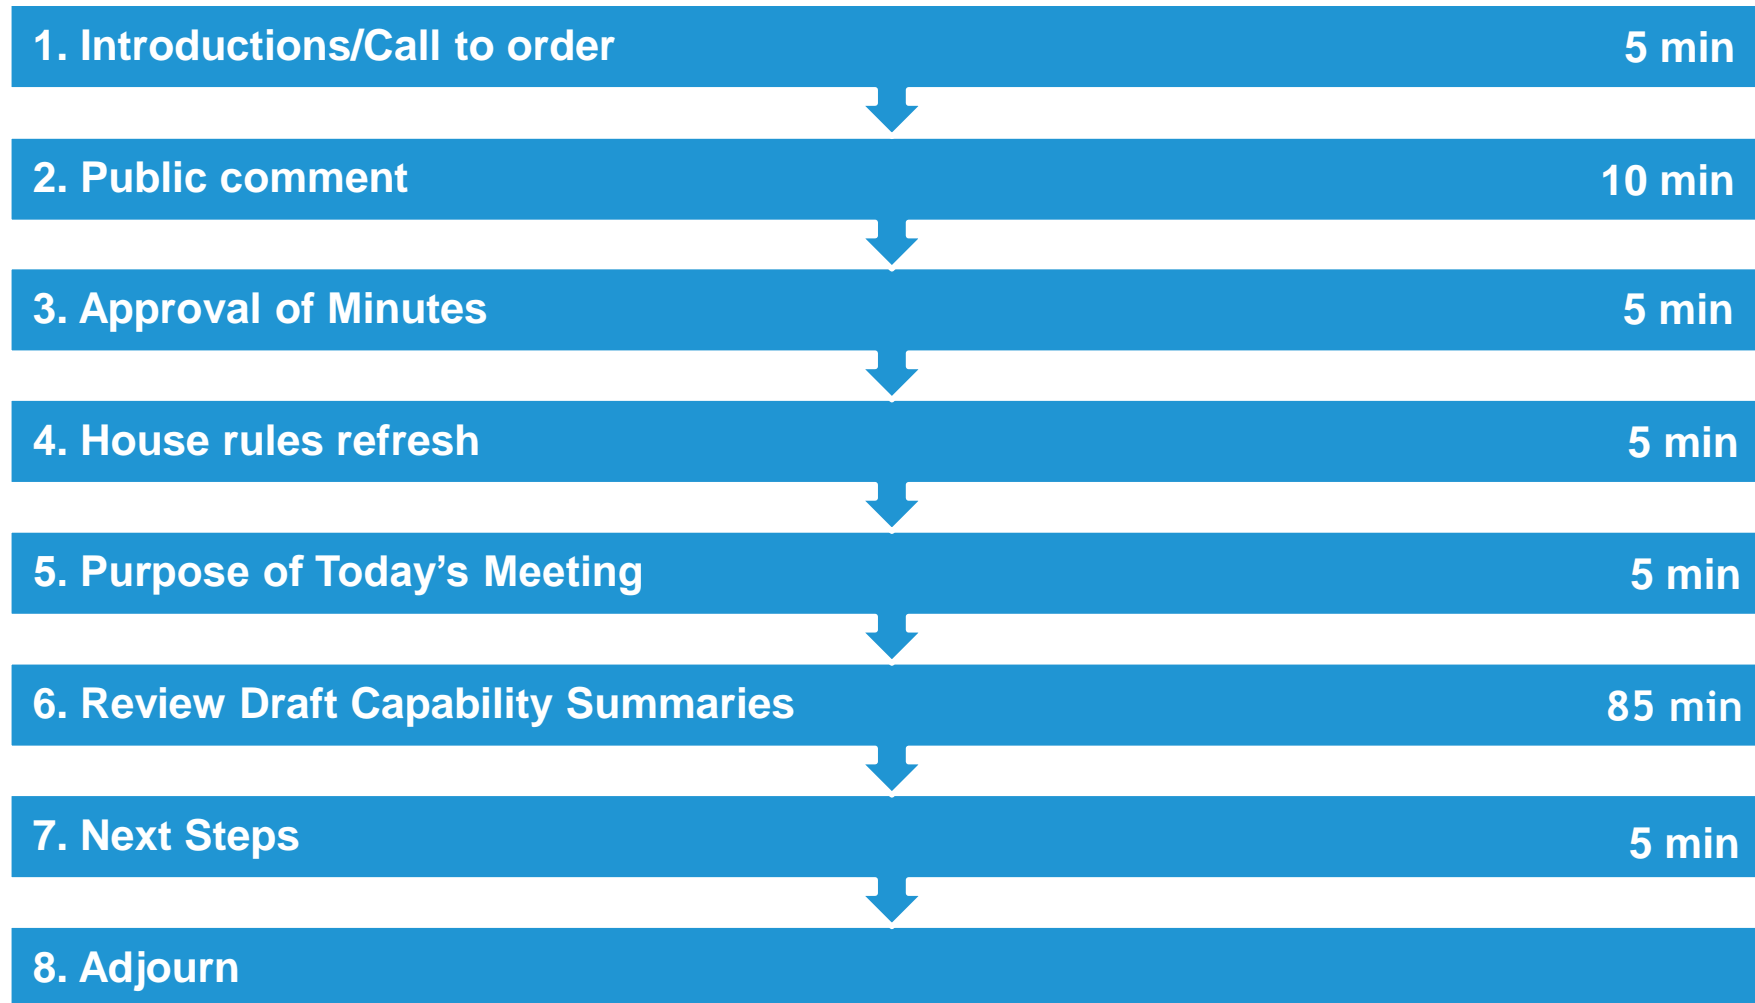 1. Introductions/Call to order 5 min
2. Public comment 10 min
3. Approval of Minutes 5 min
4. House rules refresh 5 min
5. Purpose of Today’s Meeting 5 min
6. Review Draft Capability Summaries 85 min
7. Next Steps 5 min
8. Adjourn